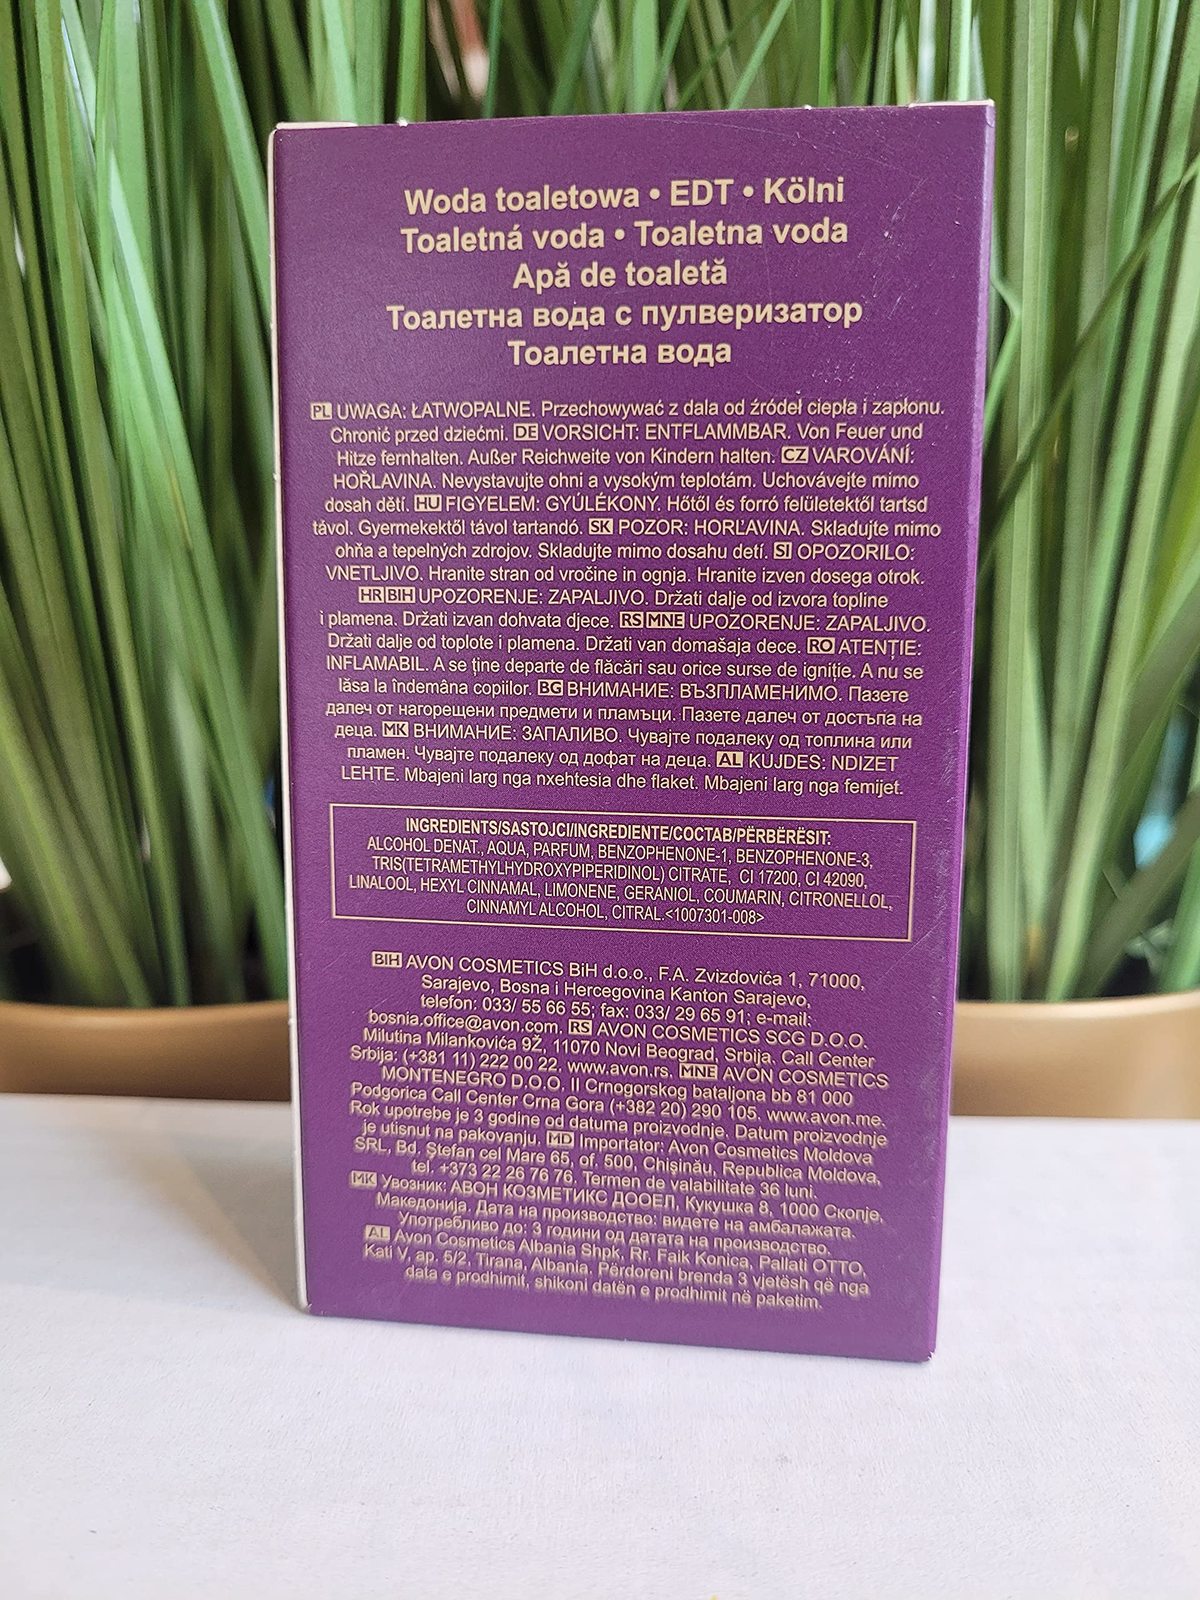 Woda toaletowa • EDT • Kölni
Toaletná voda • Toaletna voda
Apă de toaletă
Тоалетна вода с пулверизатор
Тоалетна вода
PL UWAGA: ŁATWOPALNE. Przechowywać z dala od źródeł ciepła i zapłonu.
Chronić przed dziećmi. DE VORSICHT: ENTFLAMMBAR. Von Feuer und
Hitze fernhalten. Außer Reichweite von Kindern halten. CZ VAROVÁNÍ:
HOŘLAVINA. Nevystavujte ohni a vysokým teplotám. Uchovávejte mimo
dosah dětí. HU FIGYELEM: GYÚLÉKONY. Hőtől és forró felületektől tartsd
távol. Gyermekektől távol tartandó. SK POZOR: HORĽAVINA. Skladujte mimo
ohňa a tepelných zdrojov. Skladujte mimo dosahu detí. SI OPOZORILO:
VNETLJIVO. Hranite stran od vročine in ognja. Hranite izven dosega otrok.
HR BIH UPOZORENJE: ZAPALJIVO. Držati dalje od izvora topline
i plamena. Držati izvan dohvata djece. RS MNE UPOZORENJE: ZAPALJIVO.
Držati dalje od toplote i plamena. Držati van domašaja dece. RO ATENȚIE:
INFLAMABIL. A se ține departe de flăcări sau orice surse de igniție. A nu se
lăsa la îndemâna copiilor. BG ВНИМАНИЕ: ВЪЗПЛАМЕНИМО. Пазете
далеч от нагорещени предмети и пламъци. Пазете далеч от достъпа на
деца. MK ВНИМАНИЕ: ЗАПАЛИВО. Чувајте подалеку од топлина или
пламен. Чувајте подалеку од дофат на деца. AL KUJDES: NDIZET
LEHTE. Mbajeni larg nga nxehtesia dhe flaket. Mbajeni larg nga femijet.
INGREDIENTS/SASTOJCI/INGREDIENTE/СОСТАВ/PËRBËRËSIT:
ALCOHOL DENAT., AQUA, PARFUM, BENZOPHENONE-1, BENZOPHENONE-3,
TRIS(TETRAMETHYLHYDROXYPIPERIDINOL) CITRATE, CI 17200, CI 42090,
LINALOOL, HEXYL CINNAMAL, LIMONENE, GERANIOL, COUMARIN, CITRONELLOL,
CINNAMYL ALCOHOL, CITRAL.<1007301-008>
BIH AVON COSMETICS BiH d.o.o., F.A. Zvizdovića 1, 71000,
Sarajevo, Bosna i Hercegovina Kanton Sarajevo,
telefon: 033/ 55 66 55; fax: 033/ 29 65 91; e-mail:
bosnia.office@avon.com. RS AVON COSMETICS SCG D.O.O.
Milutina Milankovića 9Ž, 11070 Novi Beograd, Srbija. Call Center
Srbija: (+381 11) 222 00 22. www.avon.rs. MNE AVON COSMETICS
MONTENEGRO D.O.O. II Crnogorskog bataljona bb 81 000
Podgorica Call Center Crna Gora (+382 20) 290 105. www.avon.me.
Rok upotrebe je 3 godine od datuma proizvodnje. Datum proizvodnje
je utisnut na pakovanju. MD Importator: Avon Cosmetics Moldova
SRL, Bd. Ştefan cel Mare 65, of. 500, Chișinău, Republica Moldova,
tel. +373 22 26 76 76, Termen de valabilitate 36 luni.
MK Увозник: АВОН КОЗМЕТИКС ДООЕЛ, Кукушка 8, 1000 Скопје,
Македонија. Дата на производство: видете на амбалажата.
Употребливо до: 3 години од датата на производство.
AL Avon Cosmetics Albania Shpk, Rr. Faik Konica, Pallati OTTO,
Kati V, ap. 5/2, Tirana, Albania. Përdoreni brenda 3 vjetësh që nga
data e prodhimit, shikoni datën e prodhimit në paketim.